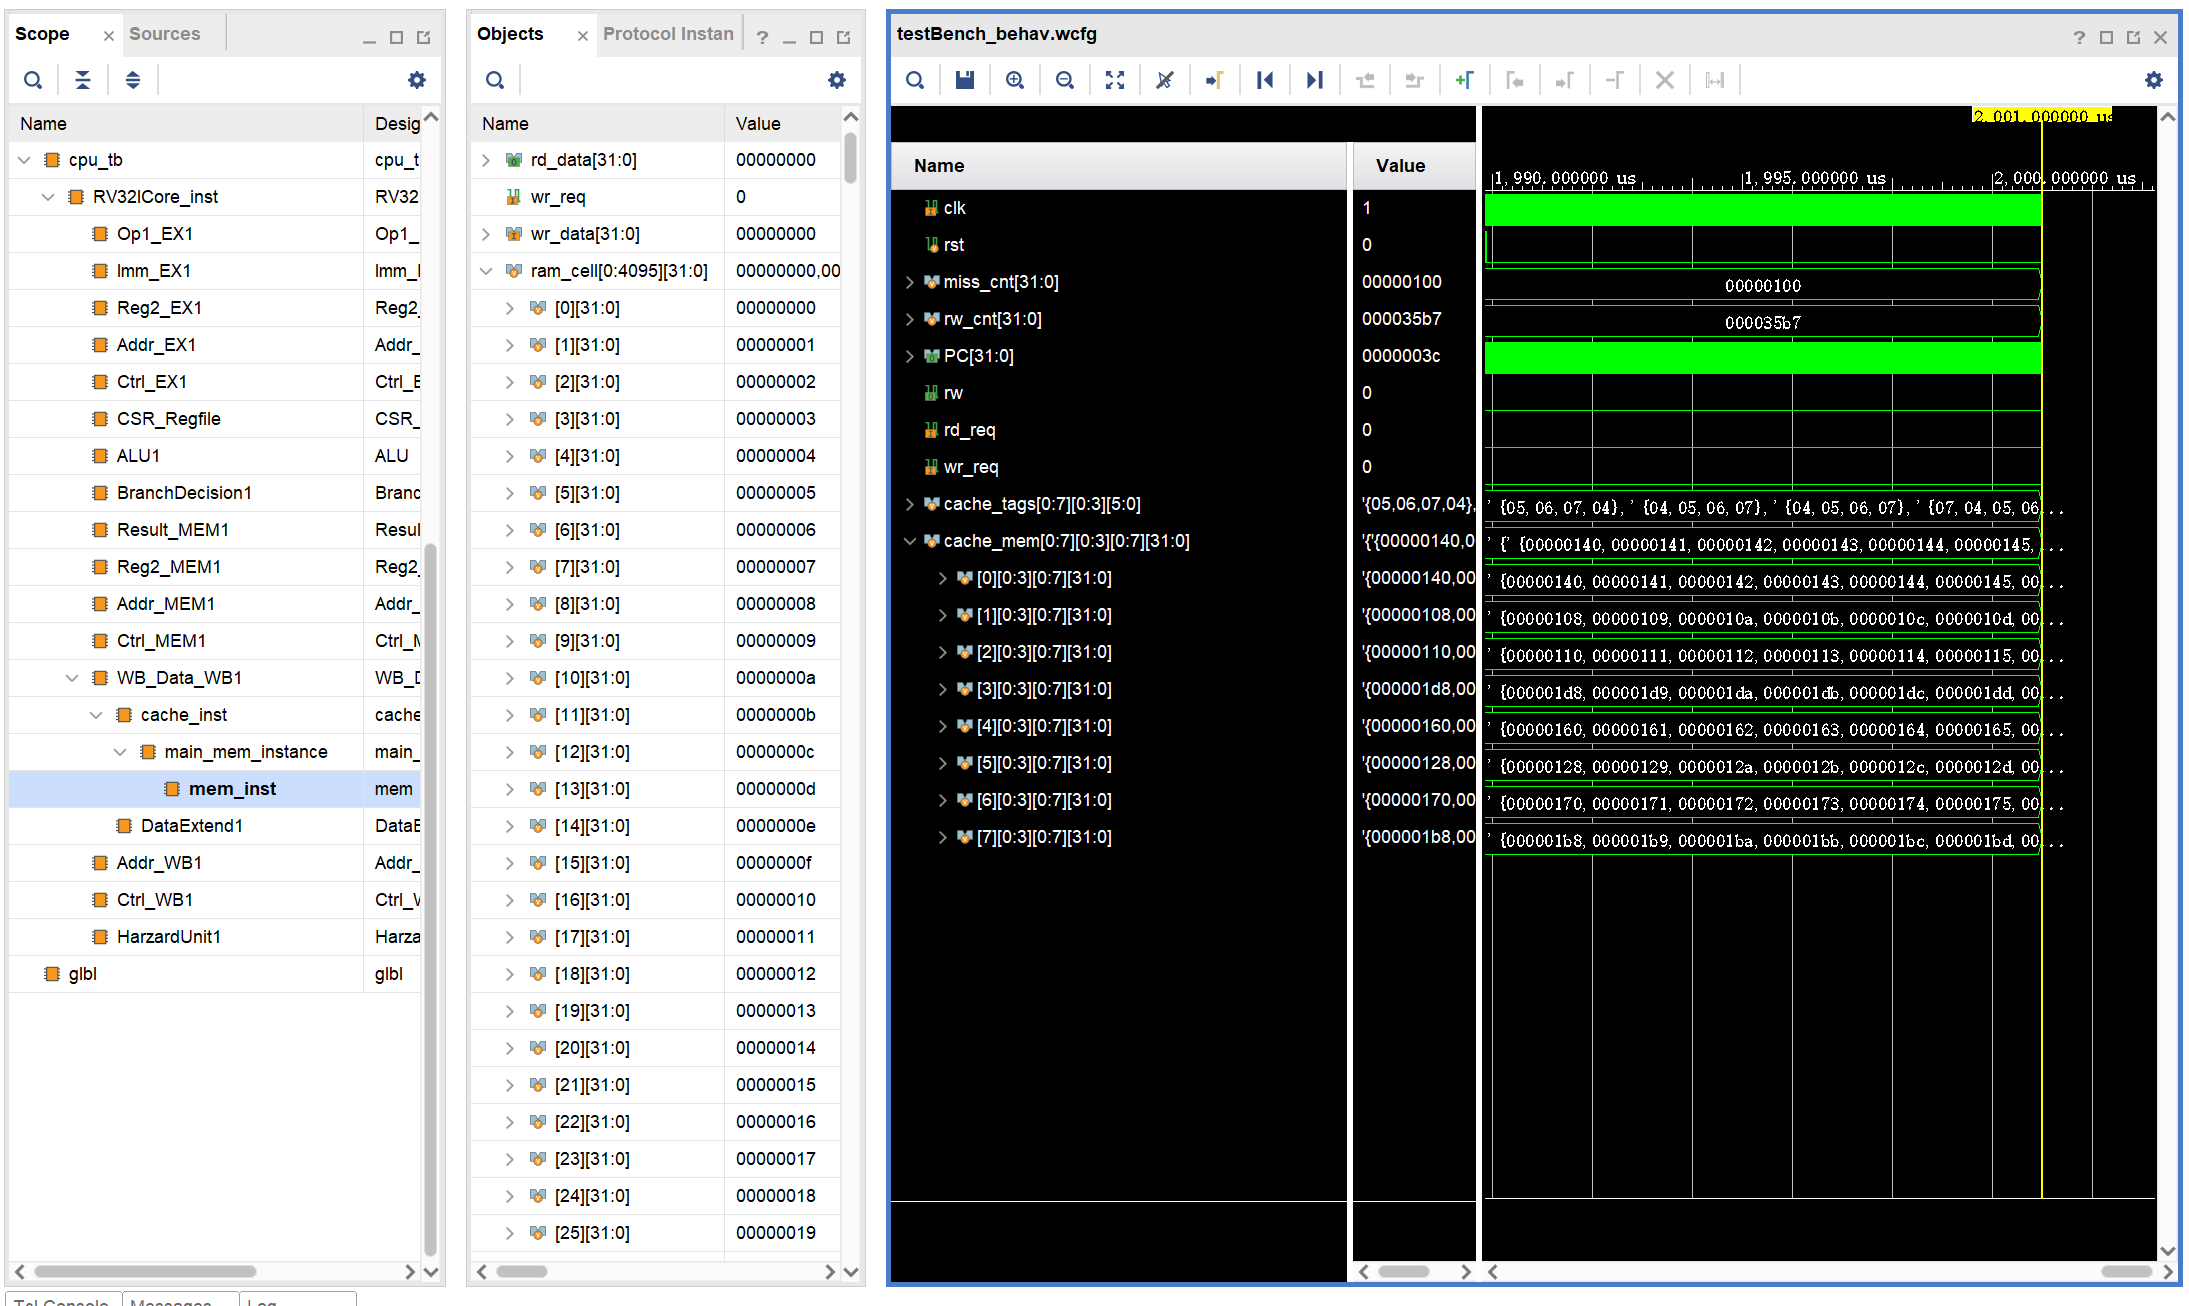 Scope
Sources
Name
Desig
cpu_tb
cpu_t
RV32ICore_inst
RV32
Op1_EX1
Op1_
Imm_EX1
Imm_I
Reg2_EX1
Reg2_
Addr_EX1
Addr_
Ctrl_EX1
Ctrl_E
CSR_Regfile
CSR_
ALU1
ALU
BranchDecision1
Branc
Result_MEM1
Resul
Reg2_MEM1
Reg2_
Addr_MEM1
Addr_
Ctrl_MEM1
Ctrl_M
WB_Data_WB1
WB_D
cache_inst
cache
main_mem_instance
main_
mem_inst
mem
DataExtend1
DataE
Addr_WB1
Addr_
Ctrl_WB1
Ctrl_W
HarzardUnit1
Harza
glbl
glbl
Objects
Protocol Instan
Name
Value
rd_data[31:0]
00000000
wr_req
0
wr_data[31:0]
00000000
ram_cell[0:4095][31:0]
00000000,00
[0][31:0]
00000000
[1][31:0]
00000001
[2][31:0]
00000002
[3][31:0]
00000003
[4][31:0]
00000004
[5][31:0]
00000005
[6][31:0]
00000006
[7][31:0]
00000007
[8][31:0]
00000008
[9][31:0]
00000009
[10][31:0]
0000000a
[11][31:0]
0000000b
[12][31:0]
0000000c
[13][31:0]
0000000d
[14][31:0]
0000000e
[15][31:0]
0000000f
[16][31:0]
00000010
[17][31:0]
00000011
[18][31:0]
00000012
[19][31:0]
00000013
[20][31:0]
00000014
[21][31:0]
00000015
[22][31:0]
00000016
[23][31:0]
00000017
[24][31:0]
00000018
[25][31:0]
00000019
testBench_behav.wcfg
2,001.000000 us
Name
Value
1,990.000000 us
1,995.000000 us
2,000.000000 us
clk
1
rst
0
miss_cnt[31:0]
00000100
00000100
rw_cnt[31:0]
000035b7
000035b7
PC[31:0]
0000003c
rw
0
rd_req
0
wr_req
0
cache_tags[0:7][0:3][5:0]
'{05,06,07,04},
'{05,06,07,04},'{04,05,06,07},'{04,05,06,07},'{07,04,05,06...
cache_mem[0:7][0:3][0:7][31:0]
'{'{00000140,0
'{'{00000140,00000141,00000142,00000143,00000144,00000145,...
[0][0:3][0:7][31:0]
'{00000140,00
'{00000140,00000141,00000142,00000143,00000144,00000145,00...
[1][0:3][0:7][31:0]
'{00000108,00
'{00000108,00000109,0000010a,0000010b,0000010c,0000010d,00...
[2][0:3][0:7][31:0]
'{00000110,00
'{00000110,00000111,00000112,00000113,00000114,00000115,00...
[3][0:3][0:7][31:0]
'{000001d8,00
'{000001d8,000001d9,000001da,000001db,000001dc,000001dd,00...
[4][0:3][0:7][31:0]
'{00000160,00
'{00000160,00000161,00000162,00000163,00000164,00000165,00...
[5][0:3][0:7][31:0]
'{00000128,00
'{00000128,00000129,0000012a,0000012b,0000012c,0000012d,00...
[6][0:3][0:7][31:0]
'{00000170,00
'{00000170,00000171,00000172,00000173,00000174,00000175,00...
[7][0:3][0:7][31:0]
'{000001b8,00
'{000001b8,000001b9,000001ba,000001bb,000001bc,000001bd,00...
Tcl Console
Messages
Log